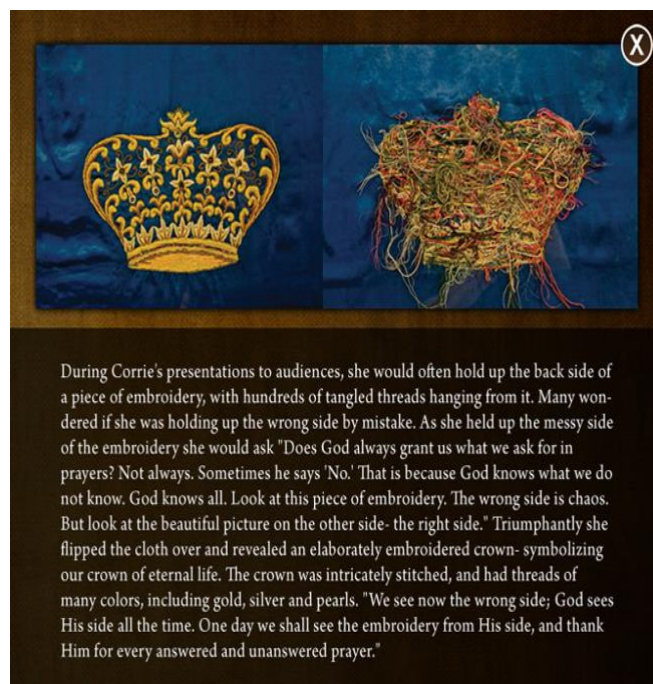 X
During Corrie's presentations to audiences, she would often hold up the back side of
a piece of embroidery, with hundreds of tangled threads hanging from it. Many won-
dered if she was holding up the wrong side by mistake. As she held up the messy side
of the embroidery she would ask "Does God always grant us what we ask for in
prayers? Not always. Sometimes he says 'No.' That is because God knows what we do
not know. God knows all. Look at this piece of embroidery. The wrong side is chaos.
But look at the beautiful picture on the other side- the right side." Triumphantly she
flipped the cloth over and revealed an elaborately embroidered crown- symbolizing
our crown of eternal life. The crown was intricately stitched, and had threads of
many colors, including gold, silver and pearls. "We see now the wrong side; God sees
His side all the time. One day we shall see the embroidery from His side, and thank
Him for every answered and unanswered prayer."